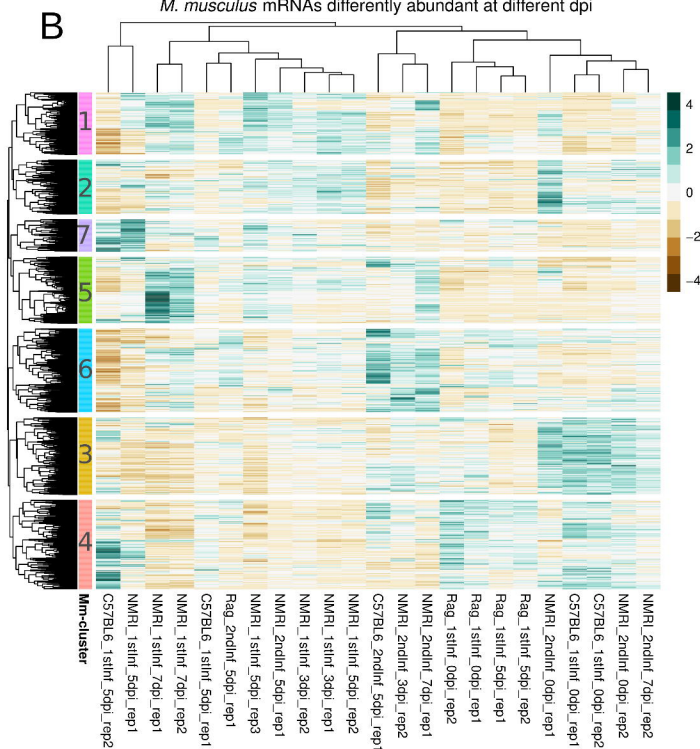 B
M. musculus mRNAs differently abundant at different dpi
1
2
7
5
6
3
4
4
2
0
−2
−4
Mm-cluster
C57BL6_1stInf_5dpi_rep2
NMRI_1stInf_5dpi_rep1
NMRI_1stInf_7dpi_rep1
NMRI_1stInf_7dpi_rep2
C57BL6_1stInf_5dpi_rep1
Rag_2ndInf_5dpi_rep1
NMRI_1stInf_5dpi_rep3
NMRI_2ndInf_5dpi_rep1
NMRI_1stInf_3dpi_rep2
NMRI_1stInf_3dpi_rep1
NMRI_1stInf_5dpi_rep2
C57BL6_2ndInf_5dpi_rep1
NMRI_2ndInf_3dpi_rep2
NMRI_2ndInf_7dpi_rep1
Rag_1stInf_0dpi_rep2
Rag_1stInf_0dpi_rep1
Rag_1stInf_5dpi_rep1
Rag_1stInf_5dpi_rep2
NMRI_2ndInf_0dpi_rep1
C57BL6_1stInf_0dpi_rep1
C57BL6_1stInf_0dpi_rep2
NMRI_2ndInf_0dpi_rep2
NMRI_2ndInf_7dpi_rep2